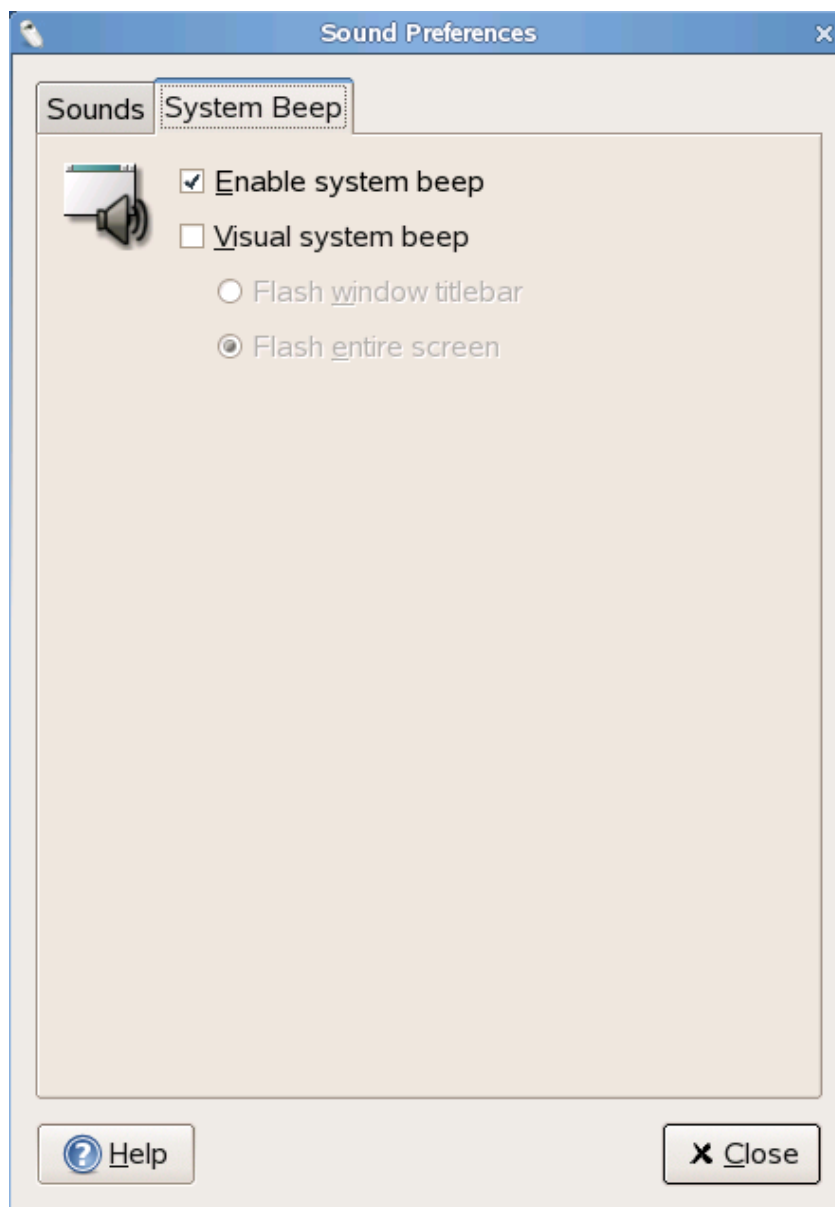 Sound Preferences
Sounds System Beep
Enable system beep
Visual system beep
Flash window titlebar
Flash entire screen
Help Close